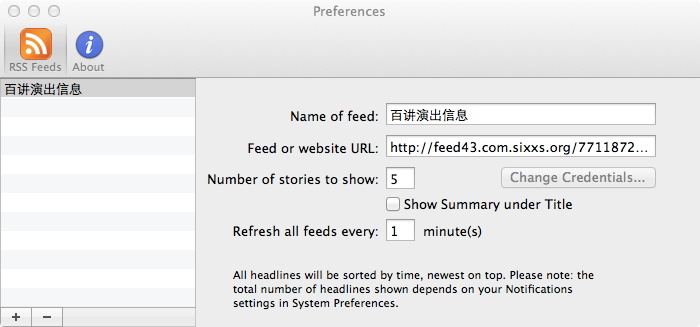 Preferences
RSS Feeds
About
百讲演出信息
Name of feed: 百讲演出信息
Feed or website URL: http://feed43.com.sixxs.org/7711872...
Number of stories to show: 5 Change Credentials...
Show Summary under Title
Refresh all feeds every: 1 minute(s)
All headlines will be sorted by time, newest on top. Please note: the
total number of headlines shown depends on your Notifications
settings in System Preferences.
+ −